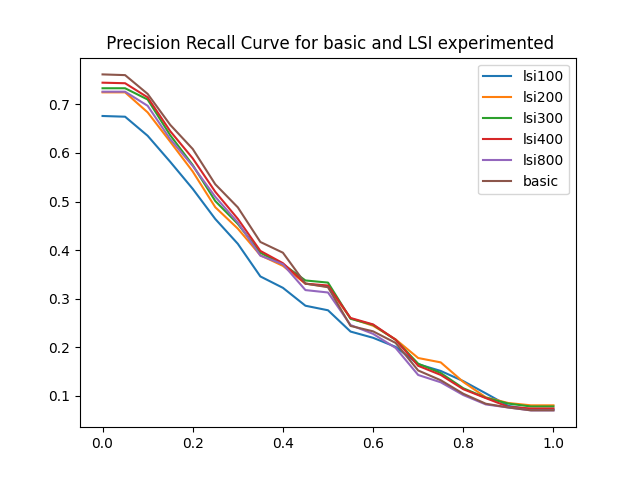 Precision Recall Curve for basic and LSI experimented
lsi100
lsi200
lsi300
lsi400
lsi800
basic
0.7
0.6
0.5
0.4
0.3
0.2
0.1
0.0 0.2 0.4 0.6 0.8 1.0